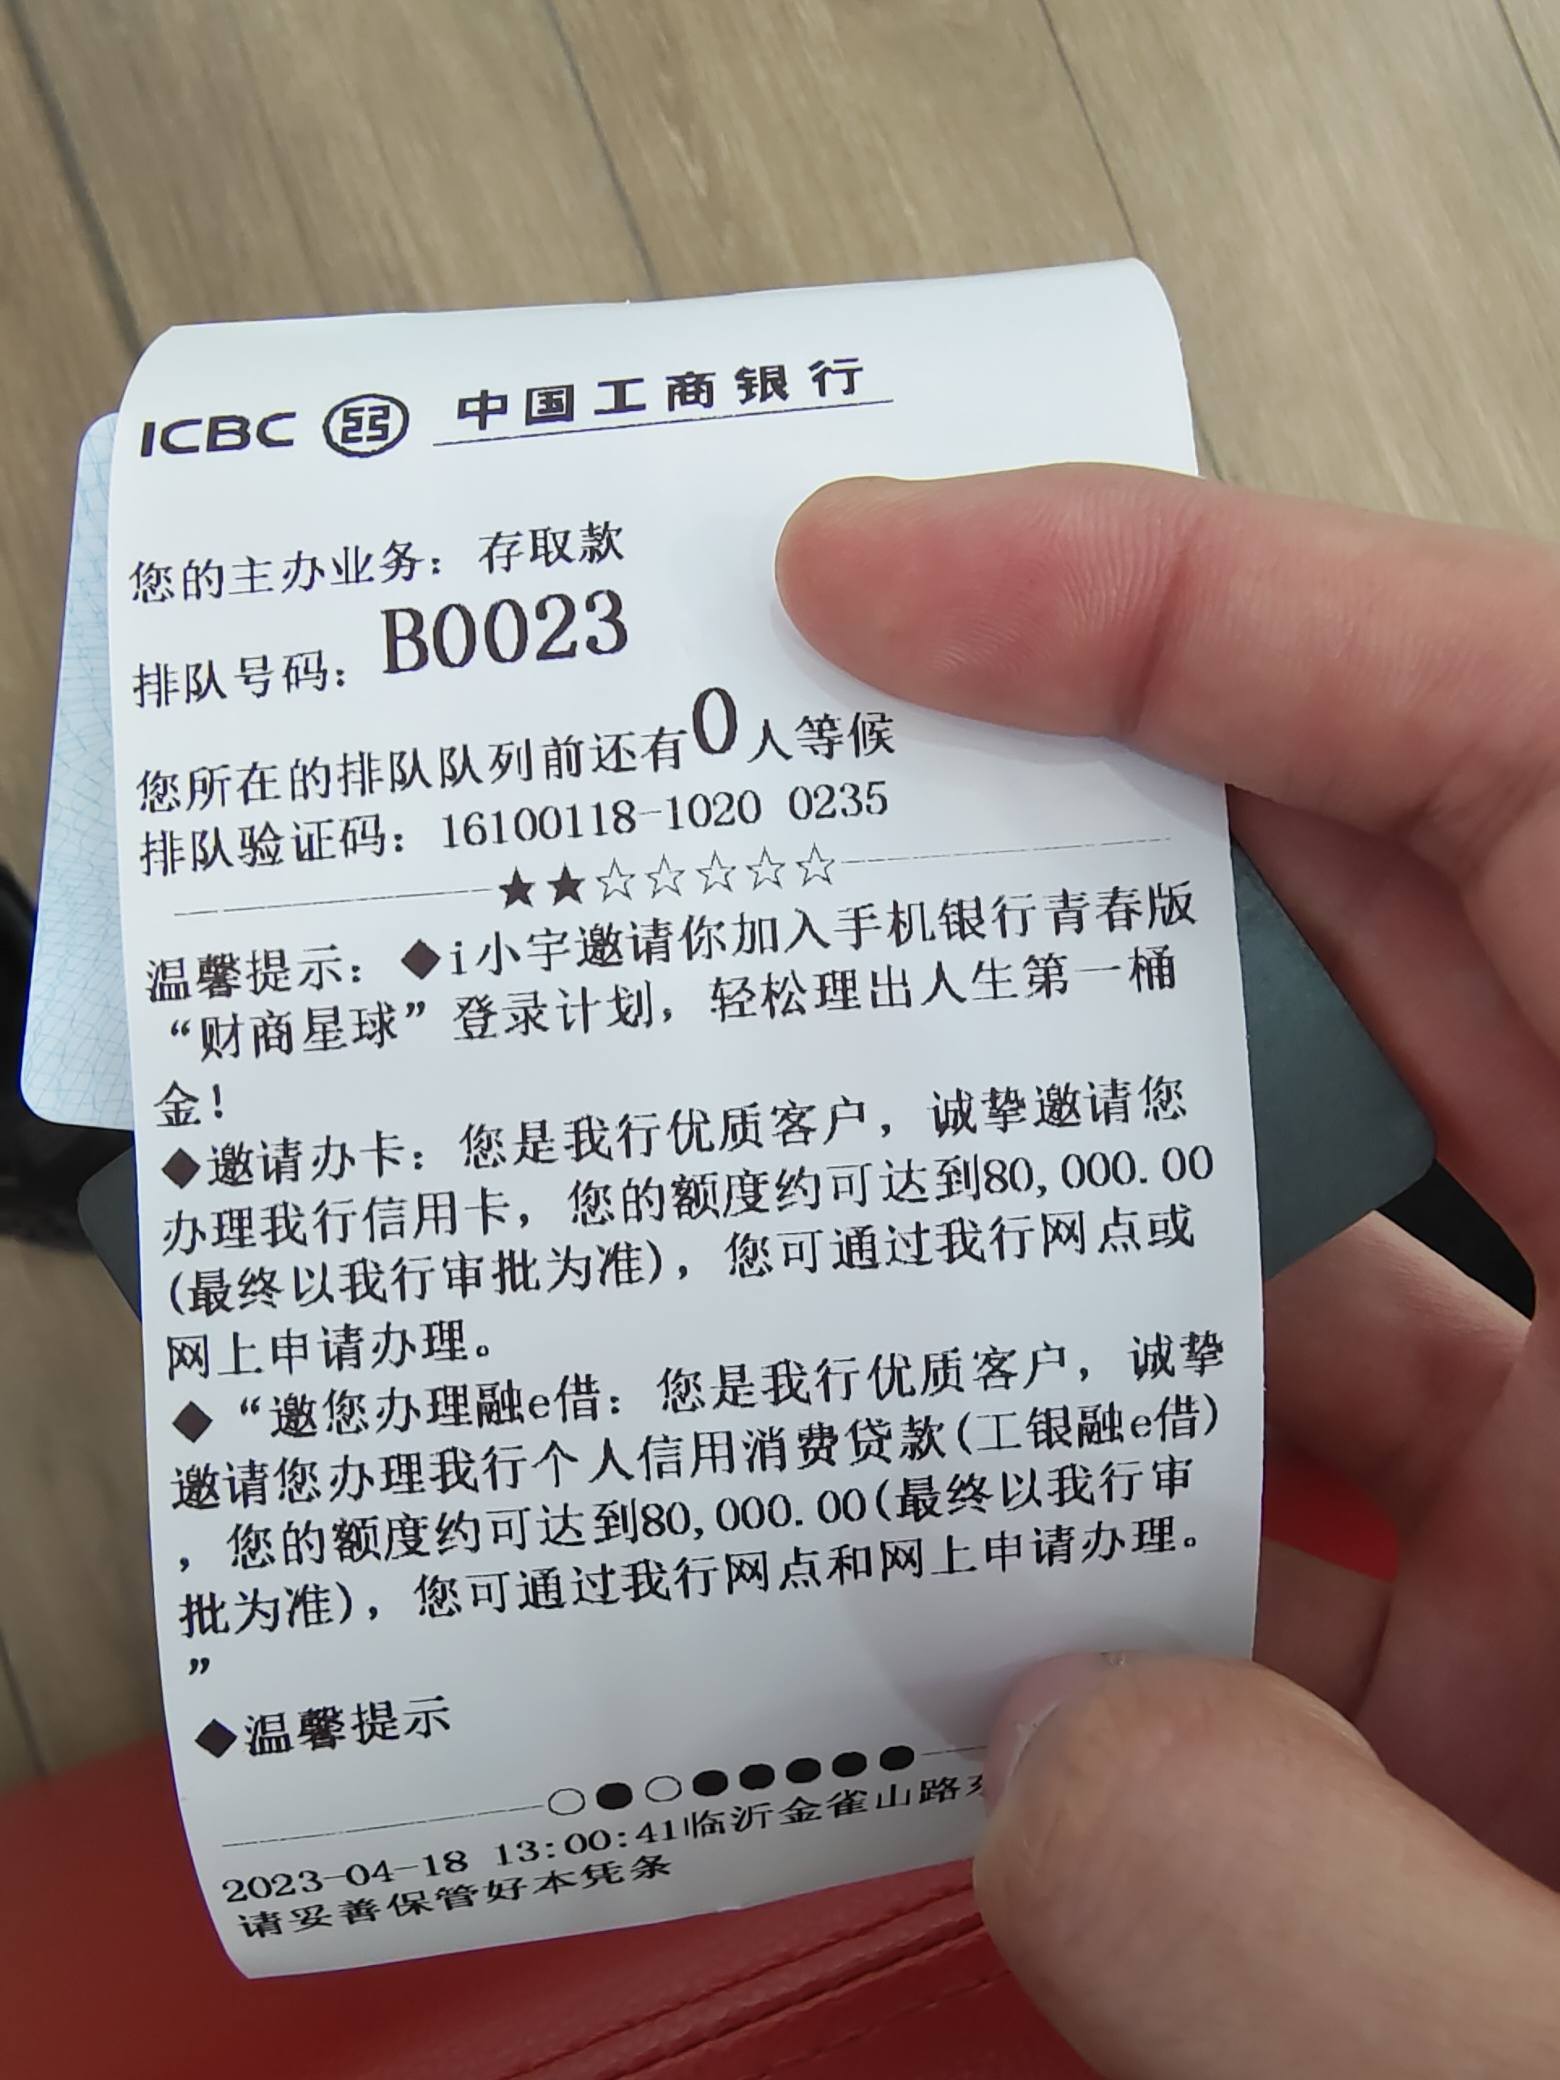 ICBC 中国工商银行
您的主办业务：存取款
排队号码：B0023
您所在的排队队列前还有0人等候
排队验证码：16100118-1020 0235
★★☆☆☆☆☆
温馨提示：◆i小宇邀请你加入手机银行青春版
“财商星球”登录计划，轻松理出人生第一桶
金！
◆邀请办卡：您是我行优质客户，诚挚邀请您
办理我行信用卡，您的额度约可达到80,000.00
(最终以我行审批为准)，您可通过我行网点或
网上申请办理。
◆“邀您办理融e借：您是我行优质客户，诚挚
邀请您办理我行个人信用消费贷款(工银融e借)
，您的额度约可达到80,000.00(最终以我行审
批为准)，您可通过我行网点和网上申请办理。
”
◆温馨提示
○●○●●●●●
2023-04-18 13:00:41|临沂金雀山路
请妥善保管好本凭条